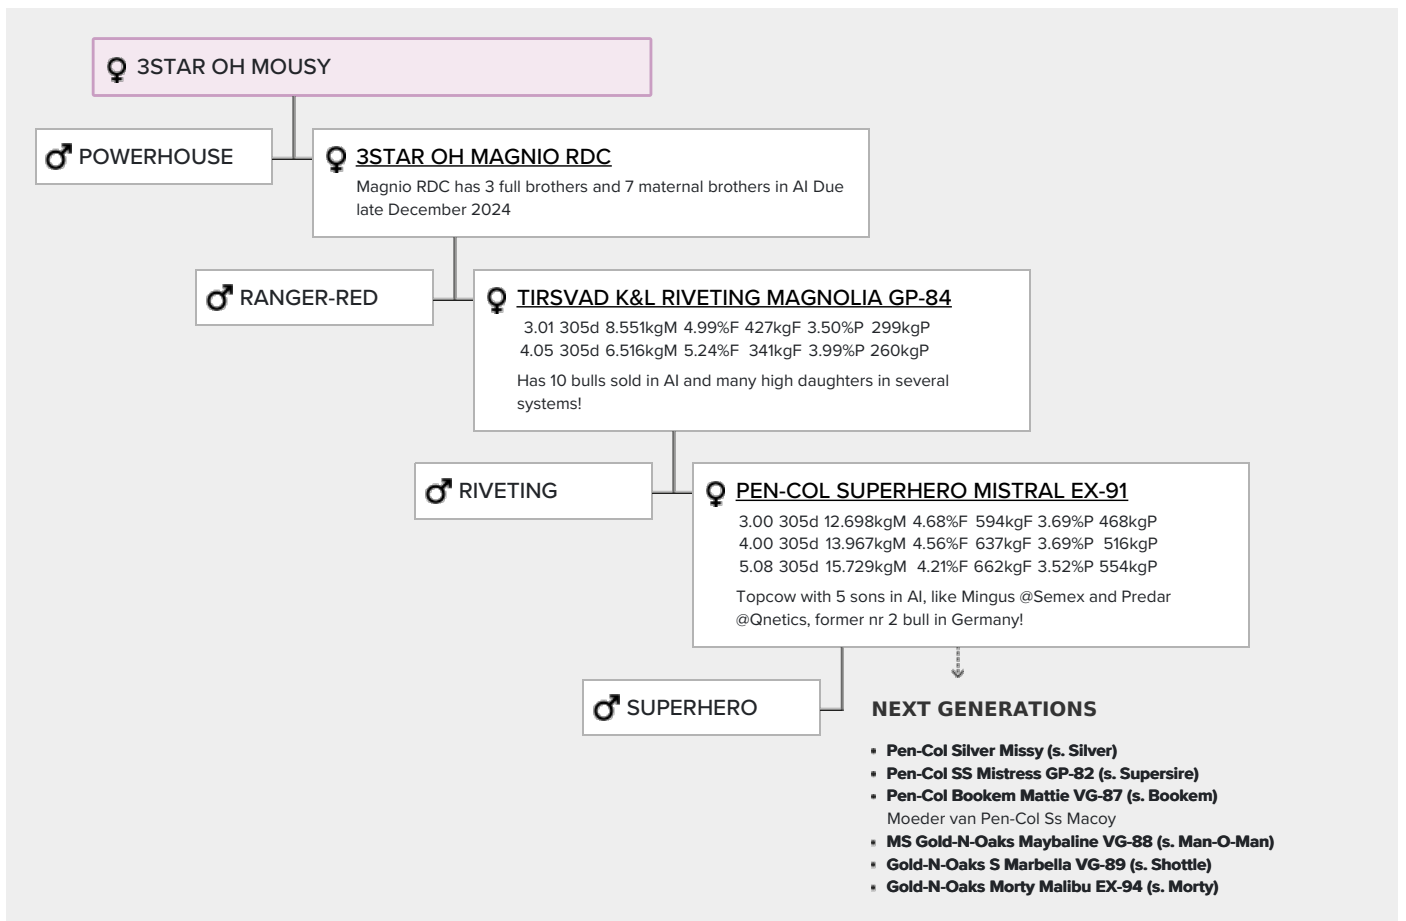 3STAR OH MOUSY
POWERHOUSE
3STAR OH MAGNIO RDC
Magnio RDC has 3 full brothers and 7 maternal brothers in AI Due
late December 2024
RANGER-RED
TIRSVAD K&L RIVETING MAGNOLIA GP-84
3.01 305d 8.551kgM 4.99%F 427kgF 3.50%P 299kgP
4.05 305d 6.516kgM 5.24%F 341kgF 3.99%P 260kgP
Has 10 bulls sold in AI and many high daughters in several
systems!
RIVETING
PEN-COL SUPERHERO MISTRAL EX-91
3.00 305d 12.698kgM 4.68%F 594kgF 3.69%P 468kgP
4.00 305d 13.967kgM 4.56%F 637kgF 3.69%P 516kgP
5.08 305d 15.729kgM 4.21%F 662kgF 3.52%P 554kgP
Topcow with 5 sons in AI, like Mingus @Semex and Predar
@Qnetics, former nr 2 bull in Germany!
SUPERHERO
NEXT GENERATIONS
Pen-Col Silver Missy (s. Silver)
Pen-Col SS Mistress GP-82 (s. Supersire)
Pen-Col Bookem Mattie VG-87 (s. Bookem)
Moeder van Pen-Col Ss Macoy
MS Gold-N-Oaks Maybaline VG-88 (s. Man-O-Man)
Gold-N-Oaks S Marbella VG-89 (s. Shottle)
Gold-N-Oaks Morty Malibu EX-94 (s. Morty)